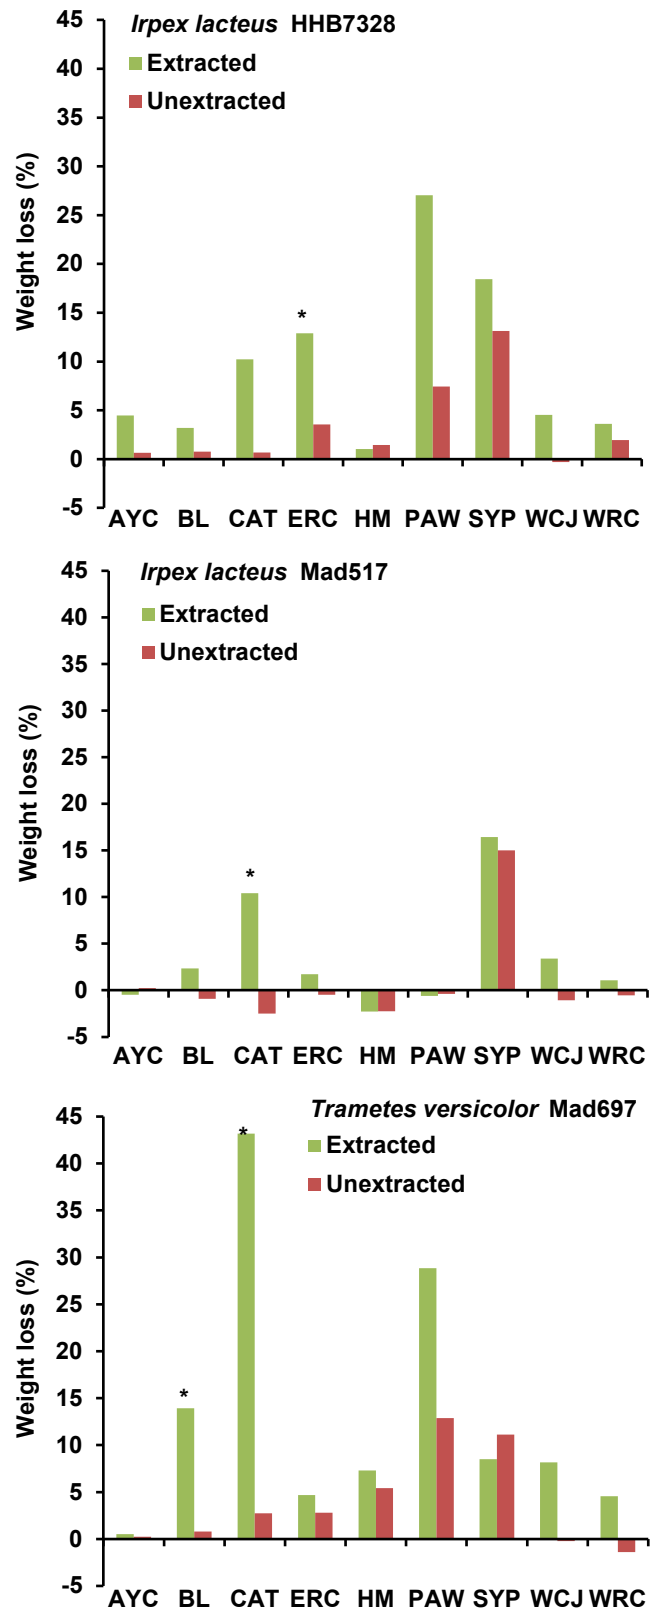 Irpex lacteus HHB7328
Extracted
Unextracted
Weight loss (%)
45
40
35
30
25
20
15
10
5
0
-5
*
AYC BL CAT ERC HM PAW SYP WCJ WRC
Irpex lacteus Mad517
Extracted
Unextracted
Weight loss (%)
45
40
35
30
25
20
15
10
5
0
-5
*
AYC BL CAT ERC HM PAW SYP WCJ WRC
Trametes versicolor Mad697
Extracted
Unextracted
Weight loss (%)
45
40
35
30
25
20
15
10
5
0
-5
*
*
AYC BL CAT ERC HM PAW SYP WCJ WRC